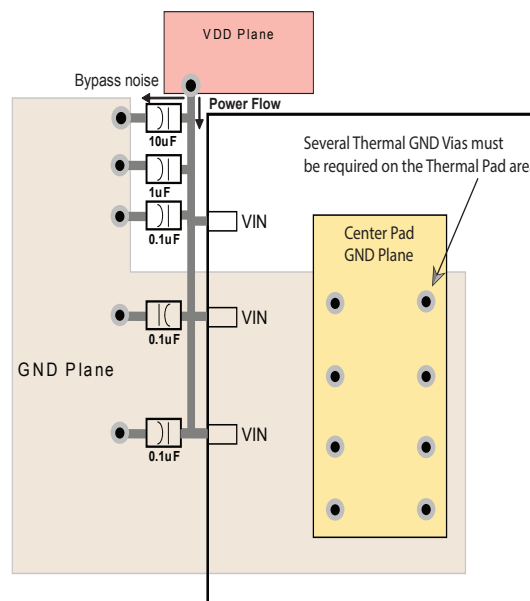 VDD Plane
Bypass noise
Power Flow
10uF
Several Thermal GND Vias must
be required on the Thermal Pad are
1uF
0.1uF
VIN
Center Pad
GND Plane
VIN
0.1uF
GND Plane
VIN
0.1uF